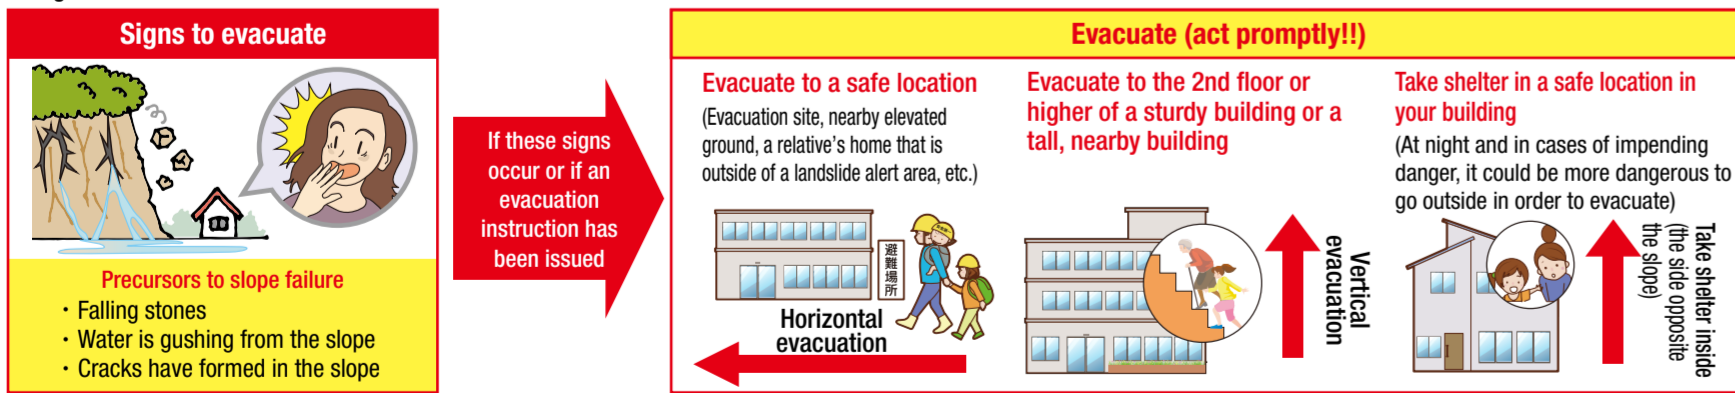 Signs to evacuate
Precursors to slope failure
・Falling stones
・Water is gushing from the slope
・Cracks have formed in the slope
If these signs
occur or if an
evacuation
instruction has
been issued
Evacuate (act promptly!!)
Evacuate to a safe location
(Evacuation site, nearby elevated
ground, a relative's home that is
outside of a landslide alert area, etc.)
避難場所
Horizontal
evacuation
Evacuate to the 2nd floor or
higher of a sturdy building or a
tall, nearby building
Vertical
evacuation
Take shelter in a safe location in
your building
(At night and in cases of impending
danger, it could be more dangerous to
go outside in order to evacuate)
Take shelter inside
(the side opposite
the slope)